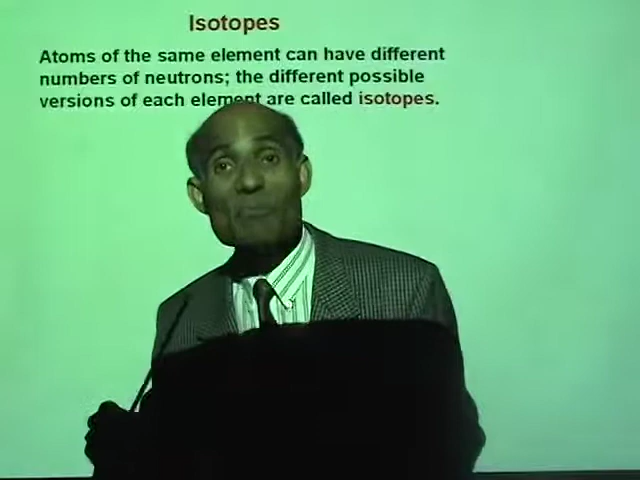 Isotopes
Atoms of the same element can have different
numbers of neutrons; the different possible
versions of each element are called isotopes.